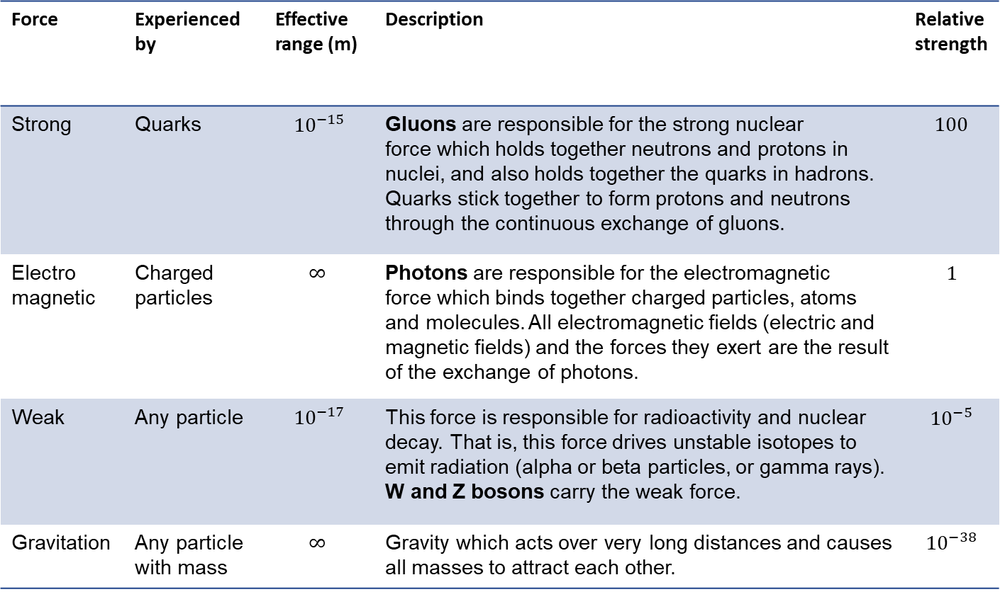 Force Experienced by Effective range (m) Description Relative strength
Strong Quarks 10⁻¹⁵ Gluons are responsible for the strong nuclear 100
force which holds together neutrons and protons in
nuclei, and also holds together the quarks in hadrons.
Quarks stick together to form protons and neutrons
through the continuous exchange of gluons.
Electro Charged ∞ Photons are responsible for the electromagnetic 1
magnetic particles force which binds together charged particles, atoms
and molecules. All electromagnetic fields (electric and
magnetic fields) and the forces they exert are the result
of the exchange of photons.
Weak Any particle 10⁻¹⁷ This force is responsible for radioactivity and nuclear 10⁻⁵
decay. That is, this force drives unstable isotopes to
emit radiation (alpha or beta particles, or gamma rays).
W and Z bosons carry the weak force.
Gravitation Any particle ∞ Gravity which acts over very long distances and causes 10⁻³⁸
with mass all masses to attract each other.